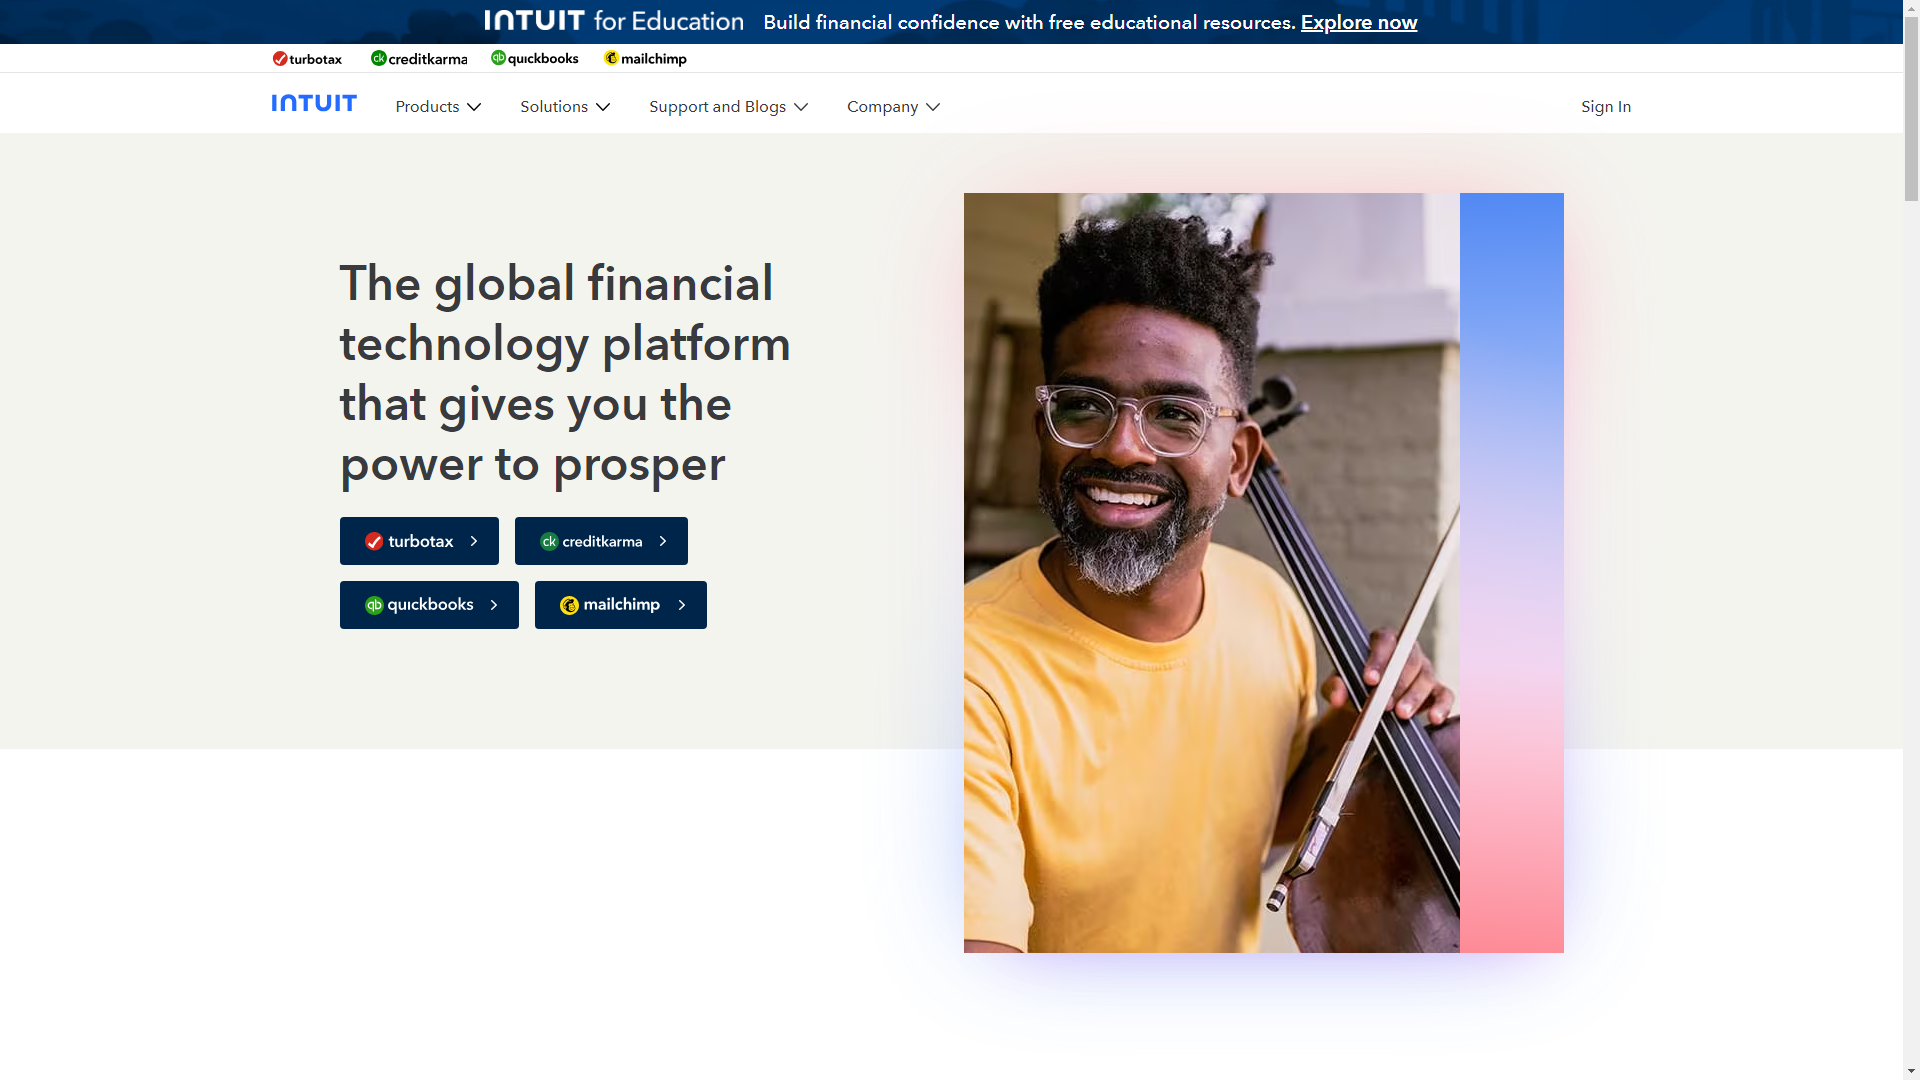 INTUIT for Education Build financial confidence with free educational resources. Explore now
turbotax creditkarma quickbooks mailchimp
INTUIT Products Solutions Support and Blogs Company Sign In
The global financial
technology platform
that gives you the
power to prosper
turbotax creditkarma
quickbooks mailchimp